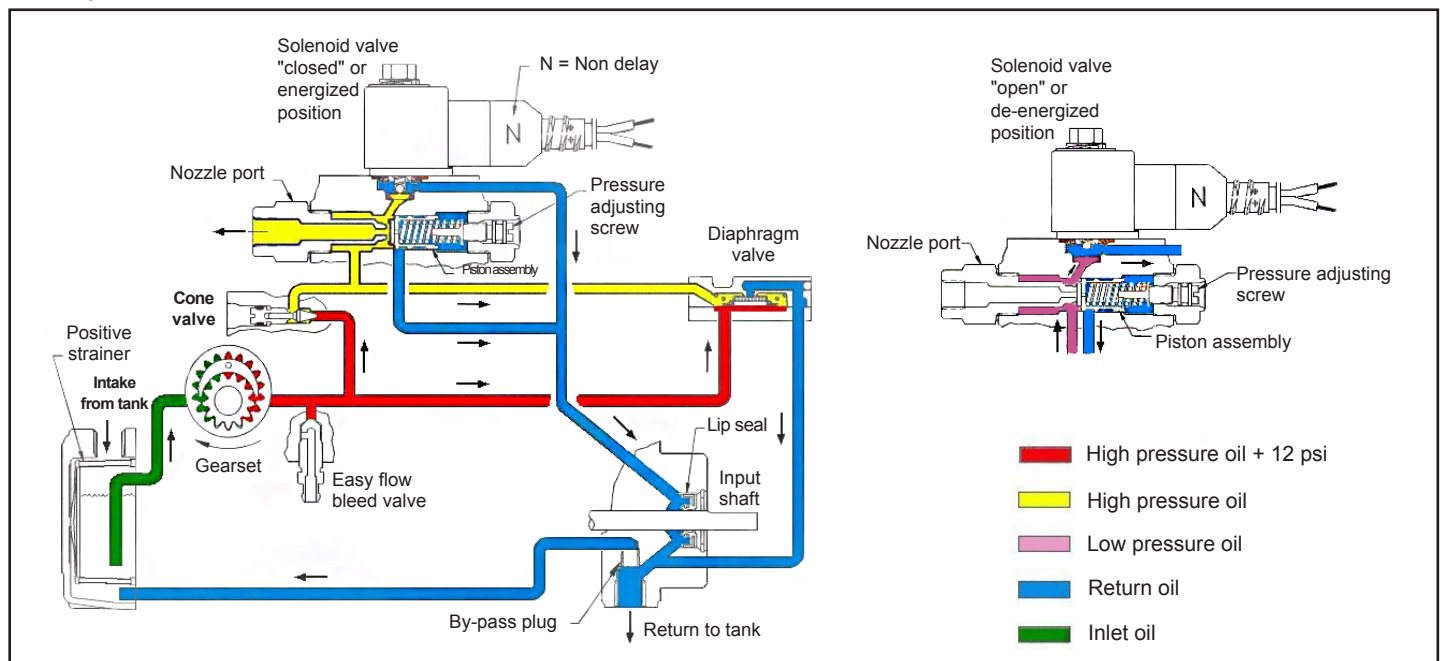 Solenoid valve
"closed" or
energized
position
N = Non delay
N
Nozzle port
Pressure
adjusting
screw
Piston assembly
Diaphragm
valve
Cone
valve
Positive
strainer
Intake
from tank
Gearset
Easy flow
bleed valve
Lip seal
Input
shaft
By-pass plug
Return to tank
Solenoid valve
"open" or
de-energized
position
N
Nozzle port
Pressure adjusting
screw
Piston assembly
High pressure oil + 12 psi
High pressure oil
Low pressure oil
Return oil
Inlet oil